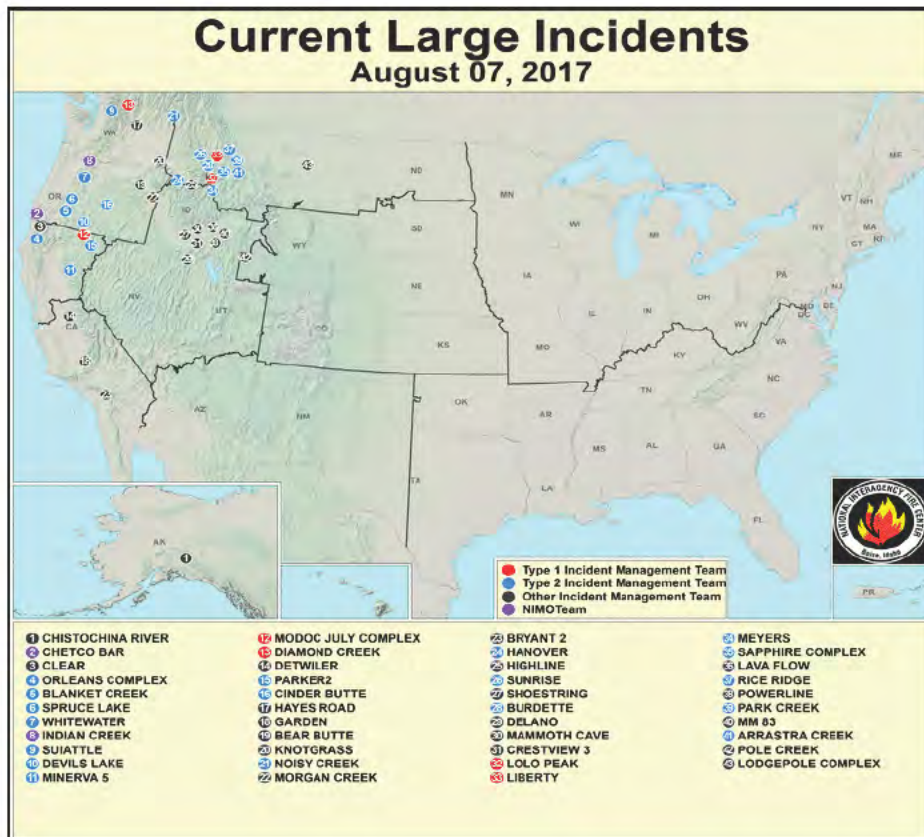 Current Large Incidents
August 07, 2017
WA
OR
ID
NV
UT
CA
AZ
NM
WY
ND
SD
NE
KS
OK
TX
MN
IA
MO
AR
LA
WI
IL
MI
IN
OH
KY
TN
MS
AL
GA
FL
SC
NC
VA
WV
PA
NY
VT
NH
ME
MA
CT
RI
NJ
DE
MD
DC
AK
PR
NATIONAL INTERAGENCY FIRE CENTER
Boise, Idaho
Type 1 Incident Management Team
Type 2 Incident Management Team
Other Incident Management Team
NIMOTeam
1 CHISTOCHINA RIVER
2 CHETCO BAR
3 CLEAR
4 ORLEANS COMPLEX
5 BLANKET CREEK
6 SPRUCE LAKE
7 WHITEWATER
8 INDIAN CREEK
9 SUIATTLE
10 DEVILS LAKE
11 MINERVA 5
12 MODOC JULY COMPLEX
13 DIAMOND CREEK
14 DETWILER
15 PARKER2
16 CINDER BUTTE
17 HAYES ROAD
18 GARDEN
19 BEAR BUTTE
20 KNOTGRASS
21 NOISY CREEK
22 MORGAN CREEK
23 BRYANT 2
24 HANOVER
25 HIGHLINE
26 SUNRISE
27 SHOESTRING
28 BURDETTE
29 DELANO
30 MAMMOTH CAVE
31 CRESTVIEW 3
32 LOLO PEAK
33 LIBERTY
34 MEYERS
35 SAPPHIRE COMPLEX
36 LAVA FLOW
37 RICE RIDGE
38 POWERLINE
39 PARK CREEK
40 MM 83
41 ARRASTRA CREEK
42 POLE CREEK
43 LODGEPOLE COMPLEX